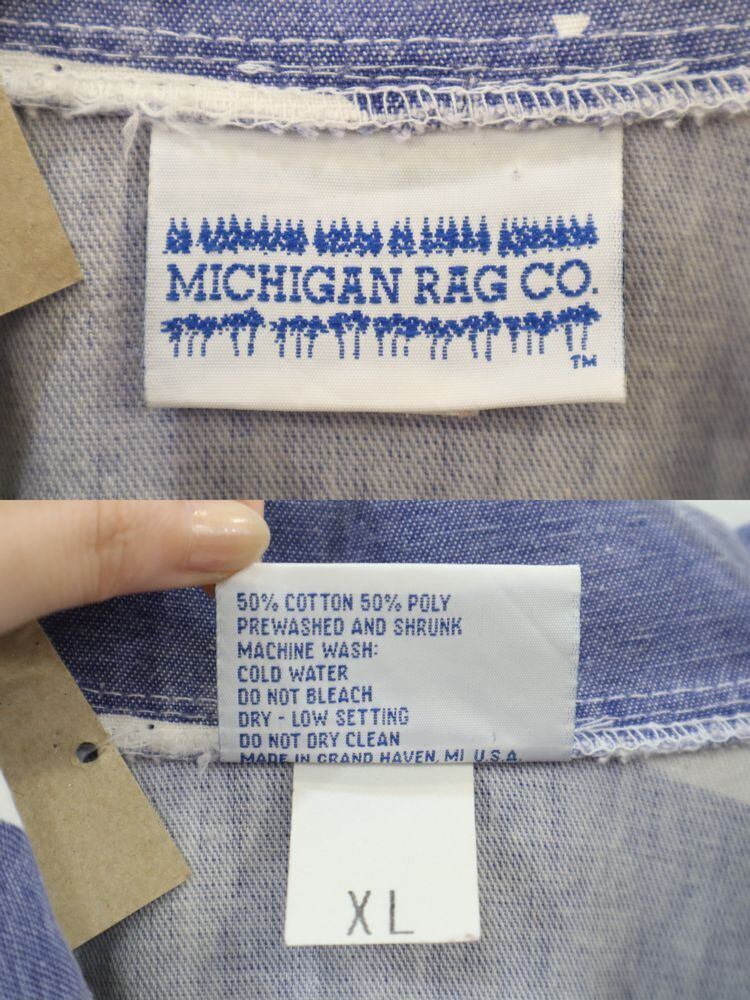 MICHIGAN RAG CO.
TM
50% COTTON 50% POLY
PREWASHED AND SHRUNK
MACHINE WASH:
COLD WATER
DO NOT BLEACH
DRY - LOW SETTING
DO NOT DRY CLEAN
MADE IN GRAND HAVEN, MI U.S.A.
XL